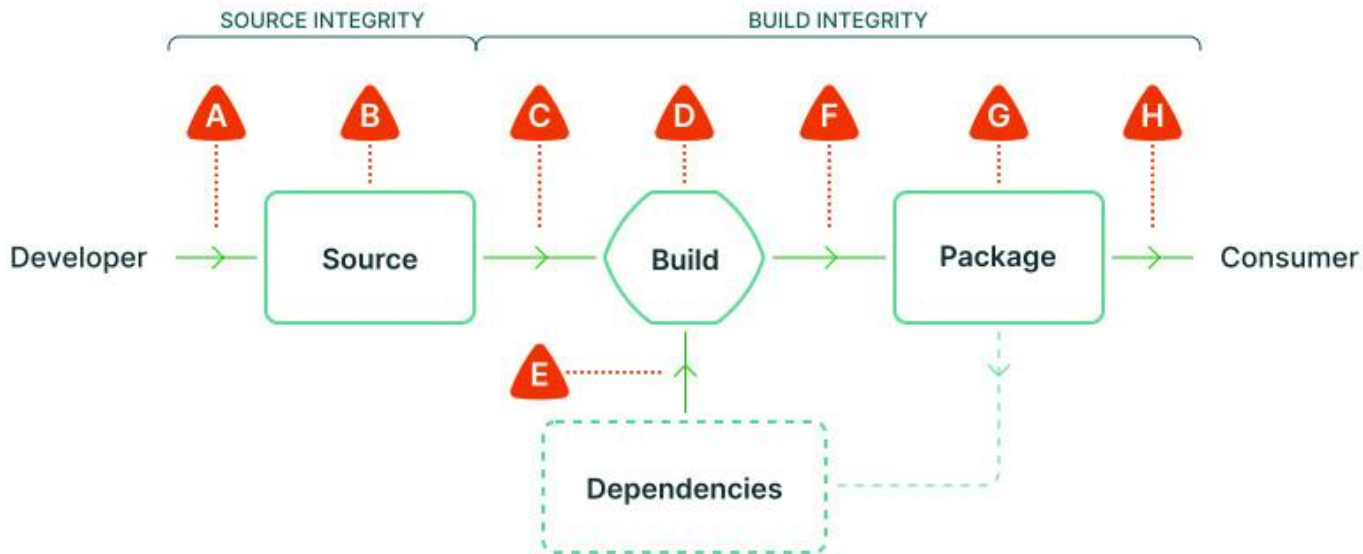 SOURCE INTEGRITY
BUILD INTEGRITY
A
B
C
D
F
G
H
Developer
Source
Build
Package
Consumer
E
Dependencies